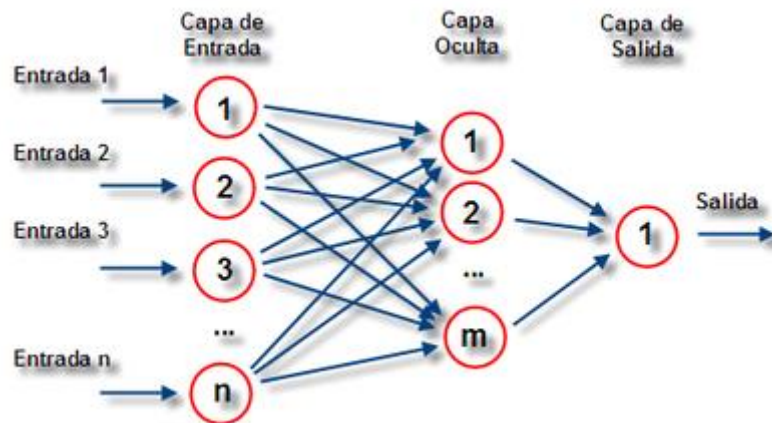 Capa de
Entrada
Capa
Oculta
Capa de
Salida
Entrada 1
1
Entrada 2
2
Entrada 3
3
...
Entrada n
n
1
2
...
m
1
Salida